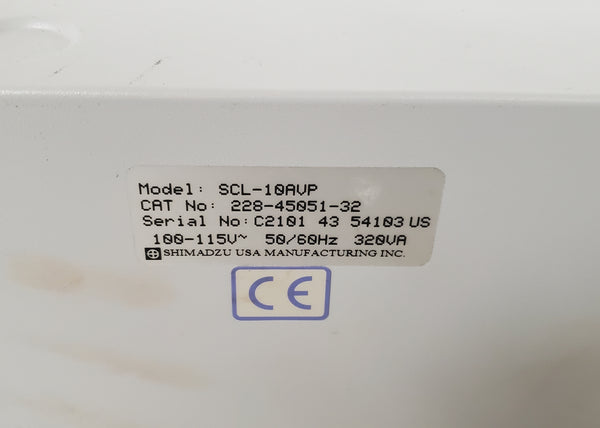 Model: SCL-10AVP
CAT No: 228-45051-32
Serial No: C2101 43 54103 US
100-115V~ 50/60Hz 320VA
SHIMADZU USA MANUFACTURING INC.
CE